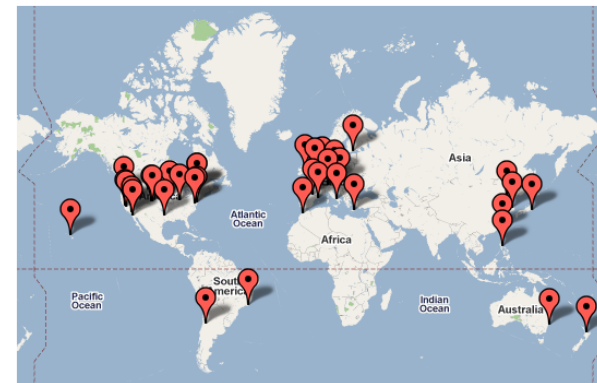 Asia
Atlantic
Ocean
Africa
South
America
Pacific
Ocean
Indian
Ocean
Australia